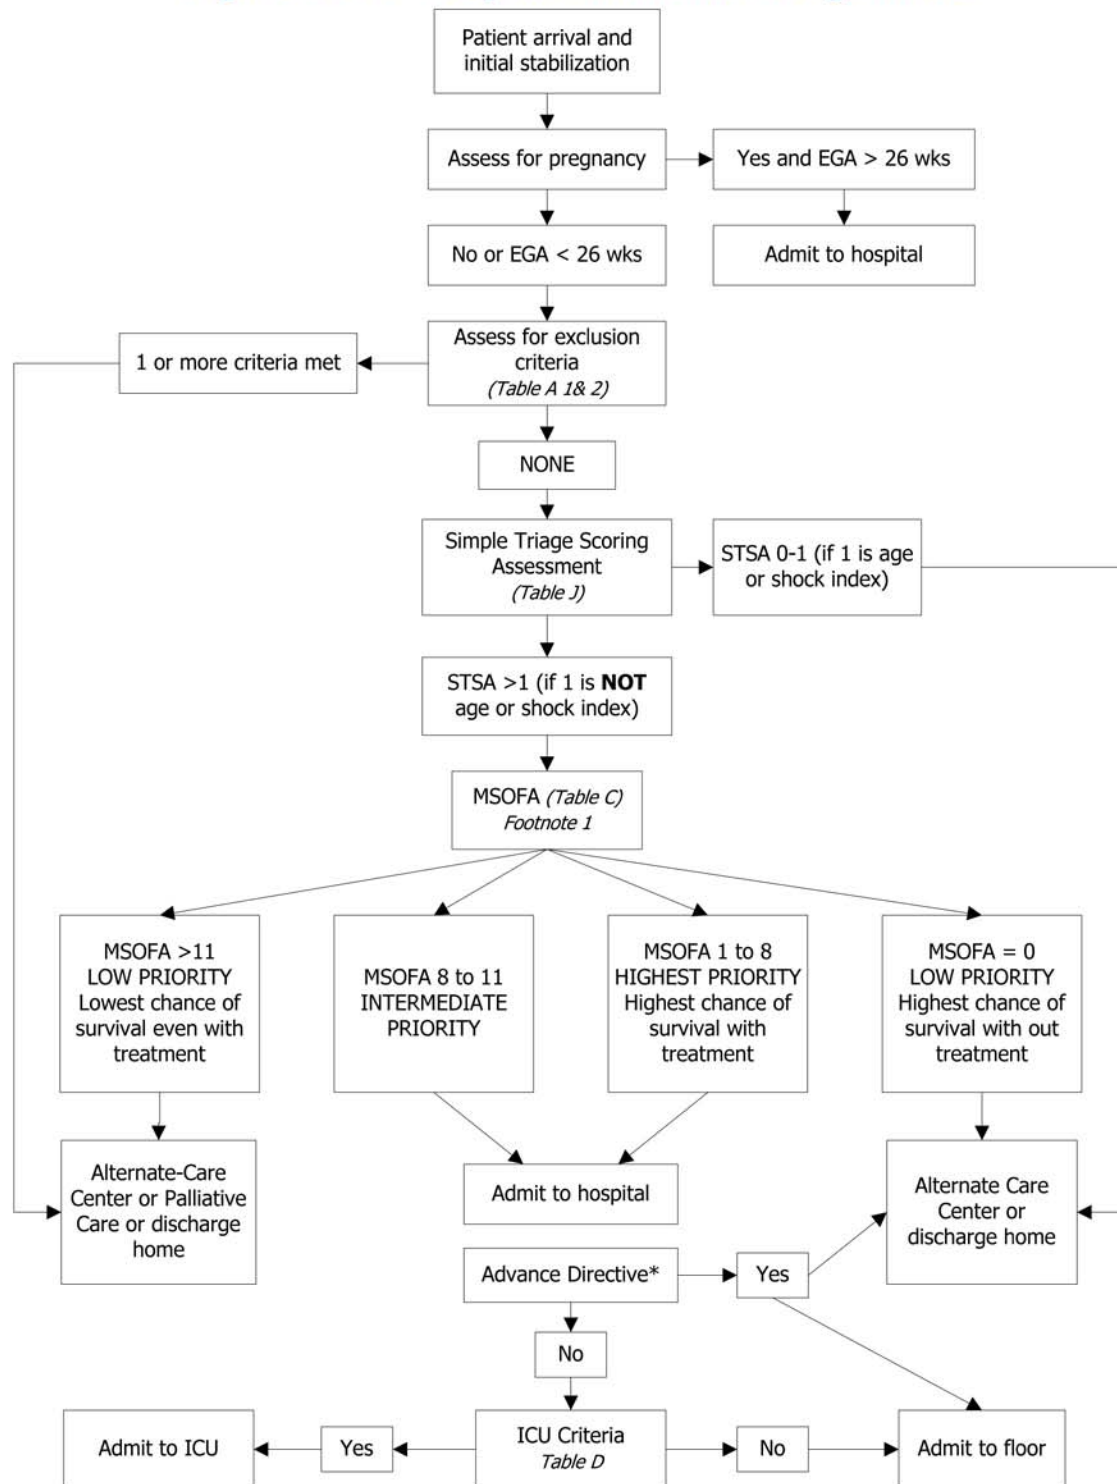 Patient arrival and
initial stabilization
Assess for pregnancy
Yes and EGA > 26 wks
No or EGA < 26 wks
Admit to hospital
1 or more criteria met
Assess for exclusion
criteria
(Table A 1& 2)
NONE
Simple Triage Scoring
Assessment
(Table J)
STSA 0-1 (if 1 is age
or shock index)
STSA >1 (if 1 is NOT
age or shock index)
MSOFA (Table C)
Footnote 1
MSOFA >11
LOW PRIORITY
Lowest chance of
survival even with
treatment
MSOFA 8 to 11
INTERMEDIATE
PRIORITY
MSOFA 1 to 8
HIGHEST PRIORITY
Highest chance of
survival with
treatment
MSOFA = 0
LOW PRIORITY
Highest chance of
survival with out
treatment
Alternate-Care
Center or Palliative
Care or discharge
home
Admit to hospital
Alternate Care
Center or
discharge home
Advance Directive*
Yes
No
Admit to ICU
Yes
ICU Criteria
Table D
No
Admit to floor